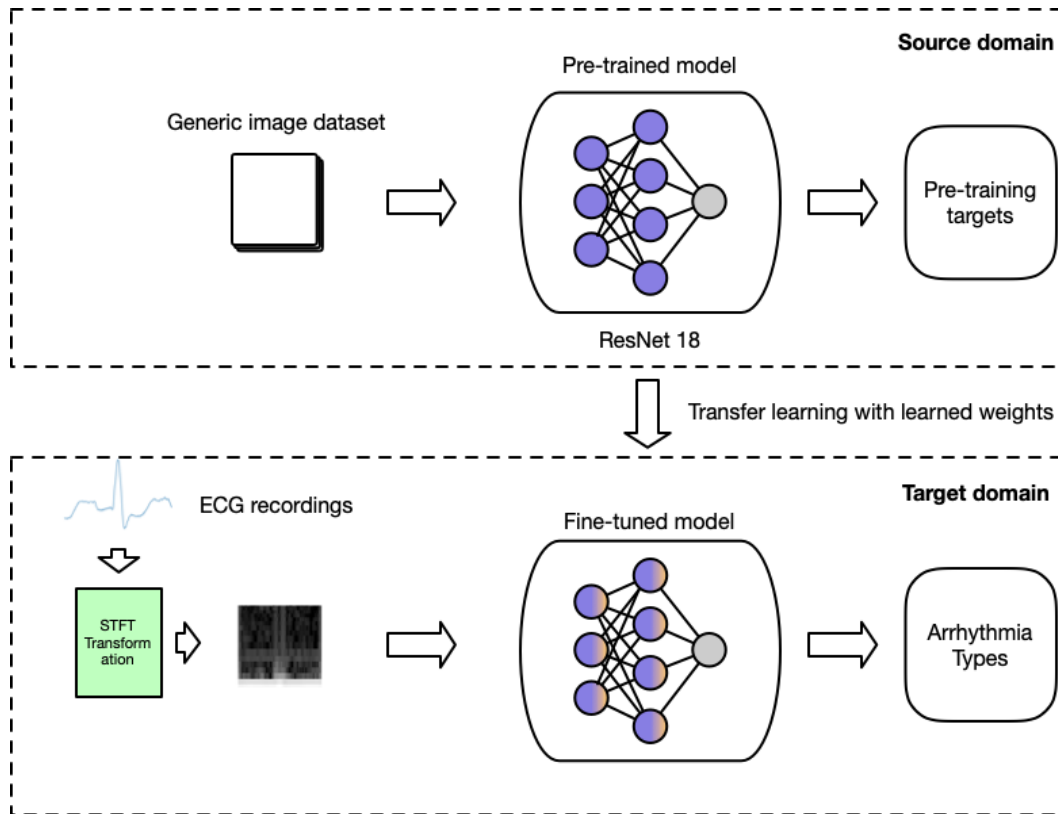 Source domain
Pre-trained model
Generic image dataset
Pre-training
targets
ResNet 18
Transfer learning with learned weights
Target domain
ECG recordings
Fine-tuned model
STFT
Transform
ation
Arrhythmia
Types